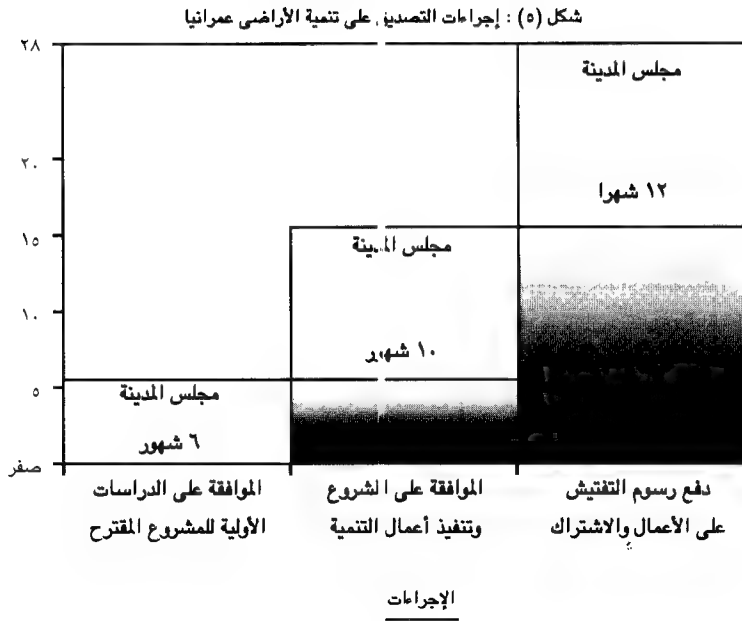 شكل (٥) : إجراءات التصديق على تنمية الأراضى عمرانيا
٢٨
٢٠
١٥
١٠
٥
صفر
مجلس المدينة
١٢ شهرا
مجلس المدينة
١٠ شهور
مجلس المدينة
٦ شهور
دفع رسوم التفتيش
على الأعمال والاشتراك
الموافقة على الشروع
وتنفيذ أعمال التنمية
الموافقة على الدراسات
الأولية للمشروع المقترح
الإجراءات